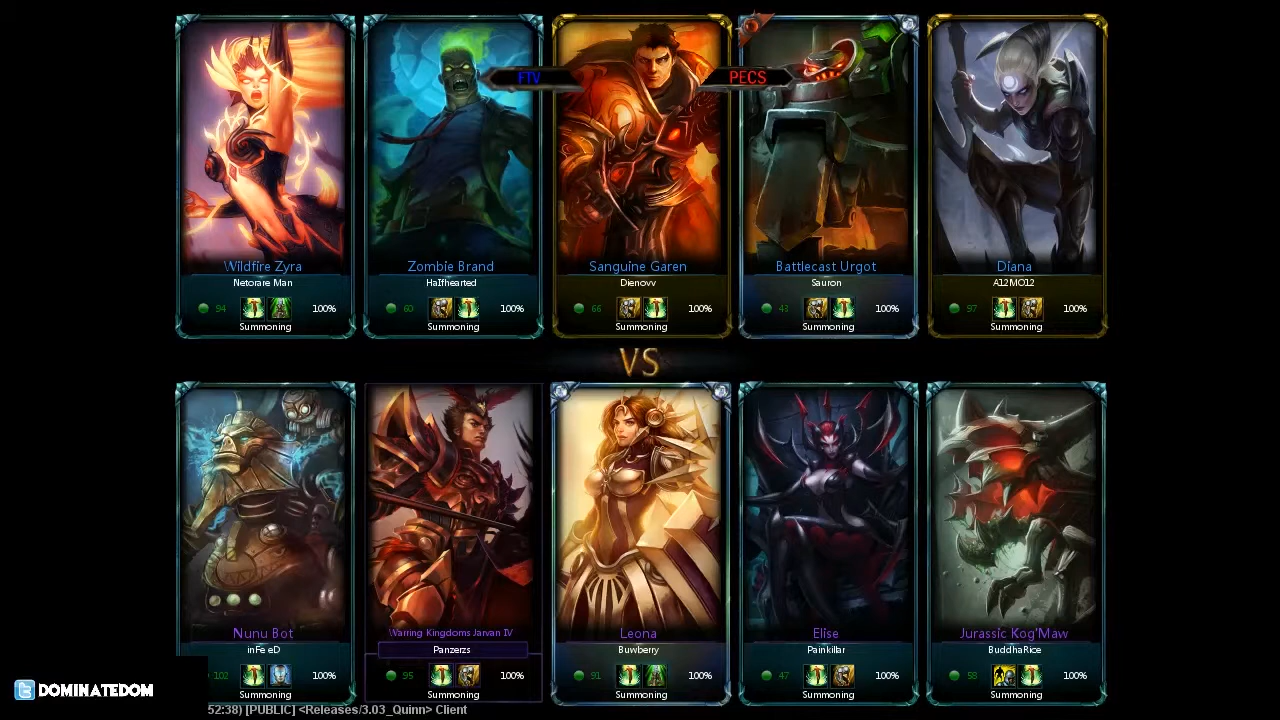 FTV
PECS
Wildfire Zyra
Netorare Man
94 100%
Summoning
Zombie Brand
Halfhearted
60 100%
Summoning
Sanguine Garen
Dienovv
66 100%
Summoning
Battlecast Urgot
Sauron
43 100%
Summoning
Diana
A12MO12
97 100%
Summoning
VS
Nunu Bot
inFe eD
102 100%
Summoning
Warring Kingdoms Jarvan IV
Panzerzs
95 100%
Summoning
Leona
Buwberry
91 100%
Summoning
Elise
Painkillar
47 100%
Summoning
Jurassic Kog'Maw
BuddhaRice
58 100%
Summoning
DOMINATEDOM
52:38) [PUBLIC] <Releases/3.03_Quinn> Client